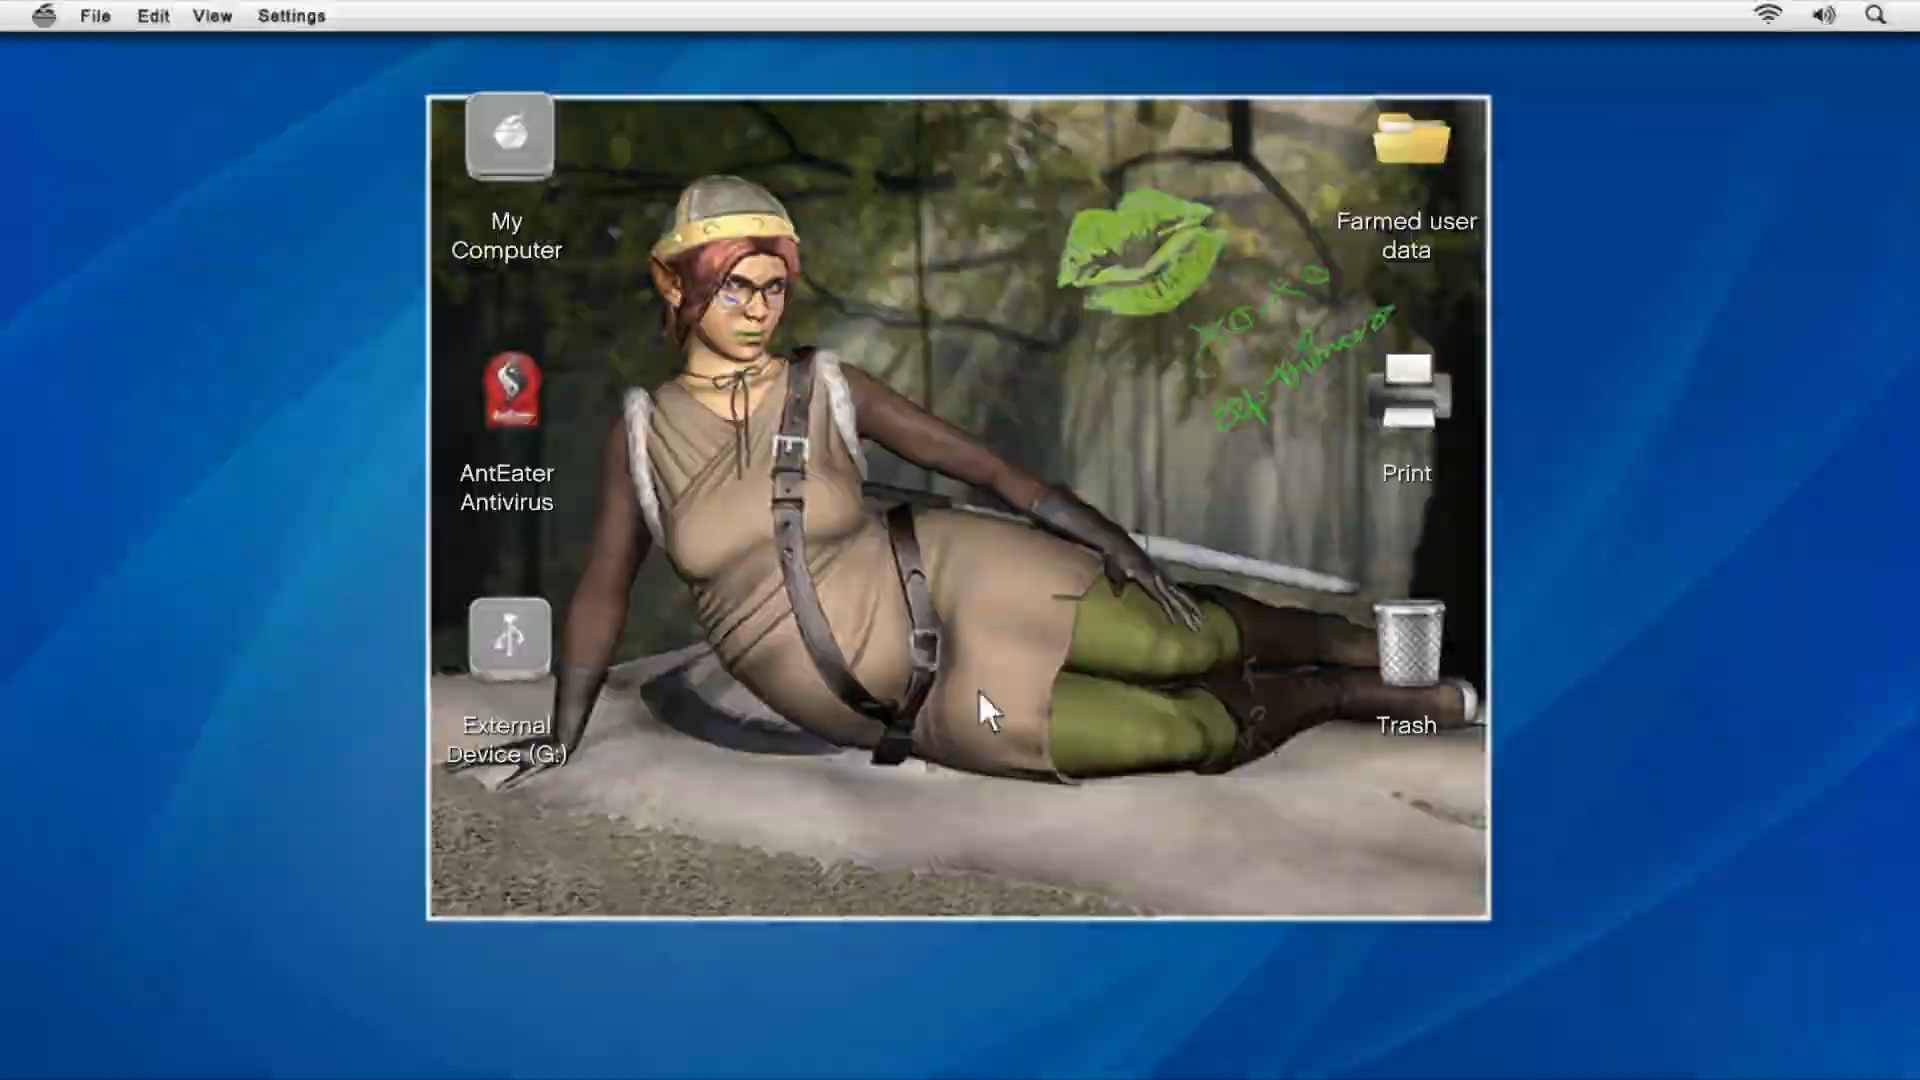 File Edit View Settings
My
Computer
Farmed user
data
AntEater
Antivirus
Print
External
Device (G:)
Trash